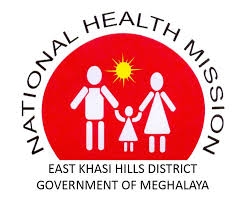 NATIONAL HEALTH MISSION
EAST KHASI HILLS DISTRICT
GOVERNMENT OF MEGHALAYA